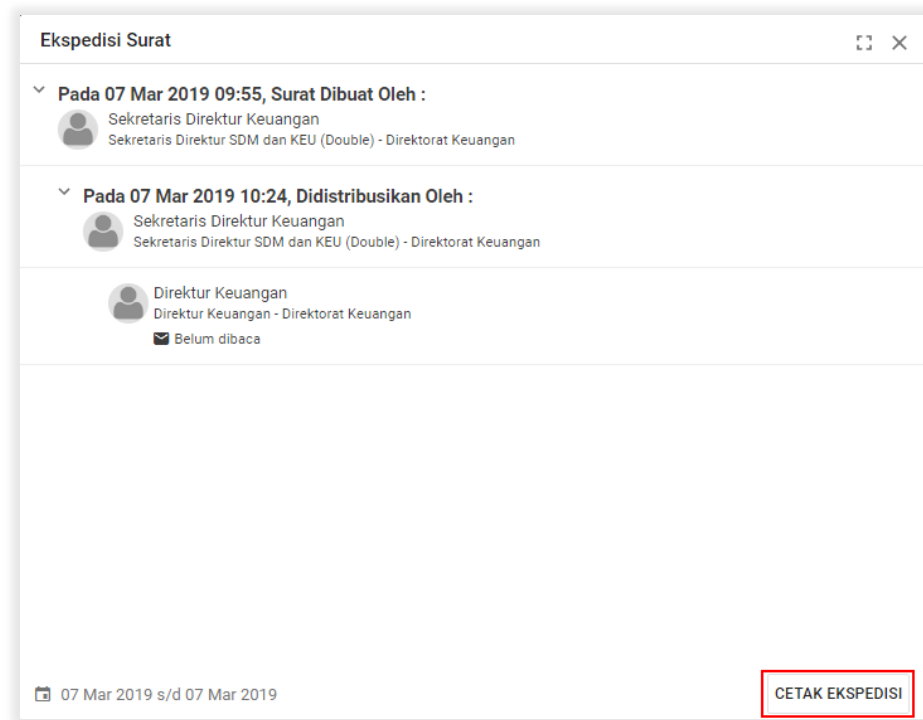 Ekspedisi Surat
Pada 07 Mar 2019 09:55, Surat Dibuat Oleh :
Sekretaris Direktur Keuangan
Sekretaris Direktur SDM dan KEU (Double) - Direktorat Keuangan
Pada 07 Mar 2019 10:24, Didistribusikan Oleh :
Sekretaris Direktur Keuangan
Sekretaris Direktur SDM dan KEU (Double) - Direktorat Keuangan
Direktur Keuangan
Direktur Keuangan - Direktorat Keuangan
Belum dibaca
07 Mar 2019 s/d 07 Mar 2019
CETAK EKSPEDISI